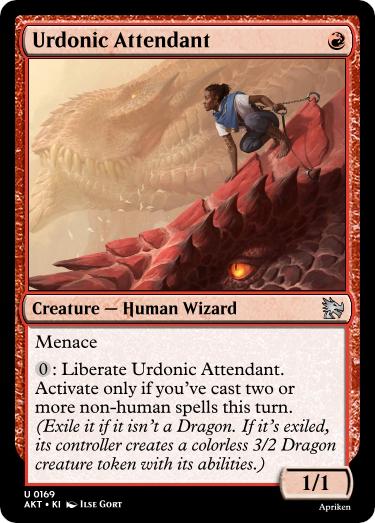 Urdonic Attendant
Creature — Human Wizard
Menace
0: Liberate Urdonic Attendant.
Activate only if you've cast two or
more non-human spells this turn.
(Exile it if it isn't a Dragon. If it's exiled,
its controller creates a colorless 3/2 Dragon
creature token with its abilities.)
1/1
U 0169
AKT • KI Ilse Gort
Apriken